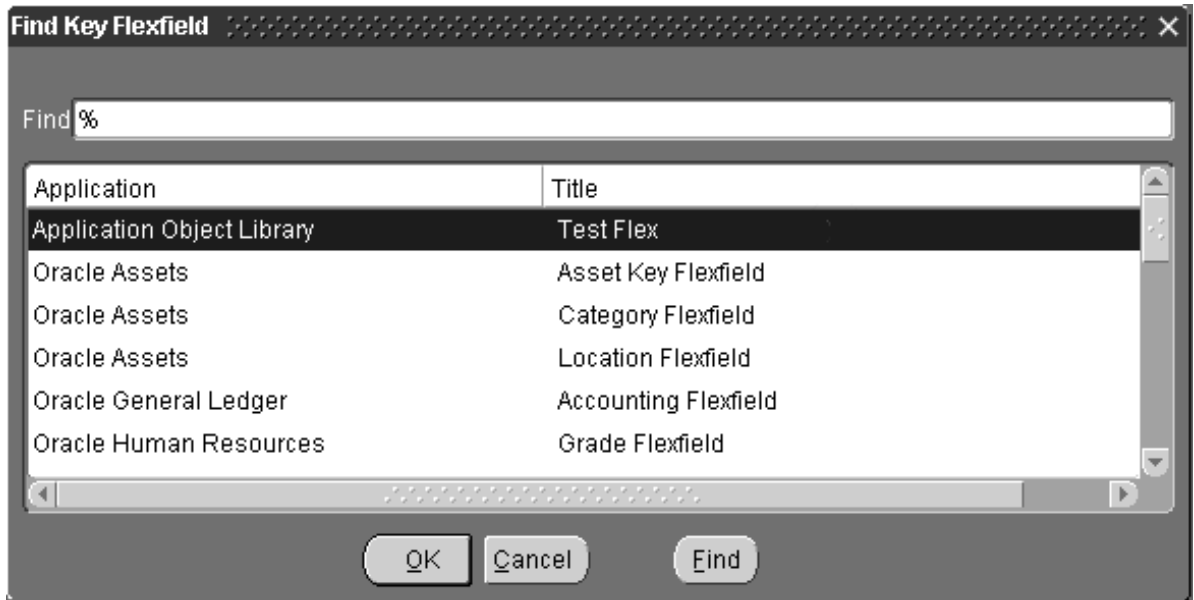 Find Key Flexfield
Find %
Application Title
Application Object Library Test Flex
Oracle Assets Asset Key Flexfield
Oracle Assets Category Flexfield
Oracle Assets Location Flexfield
Oracle General Ledger Accounting Flexfield
Oracle Human Resources Grade Flexfield
OK Cancel Find